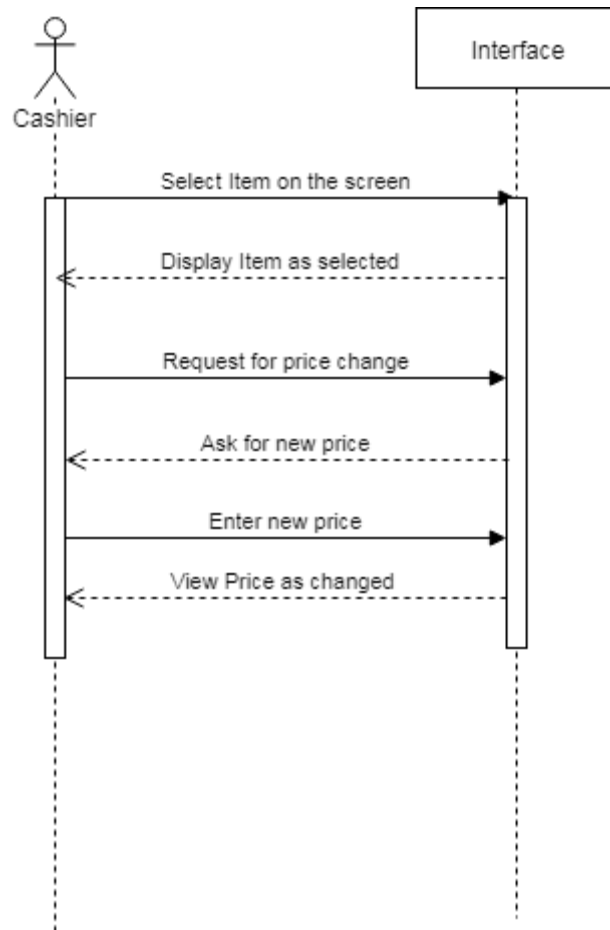 Interface
Cashier
Select Item on the screen
Display Item as selected
Request for price change
Ask for new price
Enter new price
View Price as changed